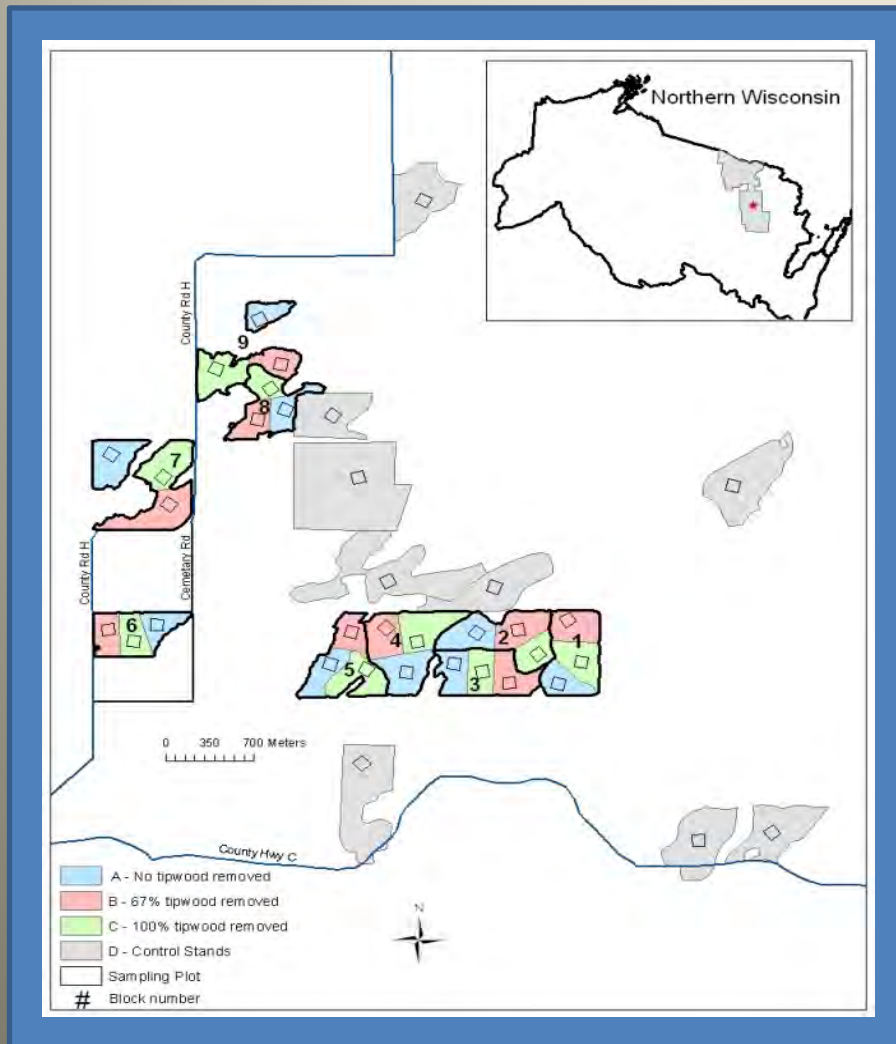 Northern Wisconsin
County Rd H
9
8
7
County Rd H
Cemetary Rd
6
4
2
1
5
3
0 350 700 Meters
County Hwy C
A - No tipwood removed
B - 67% tipwood removed
C - 100% tipwood removed
D - Control Stands
Sampling Plot
# Block number
N